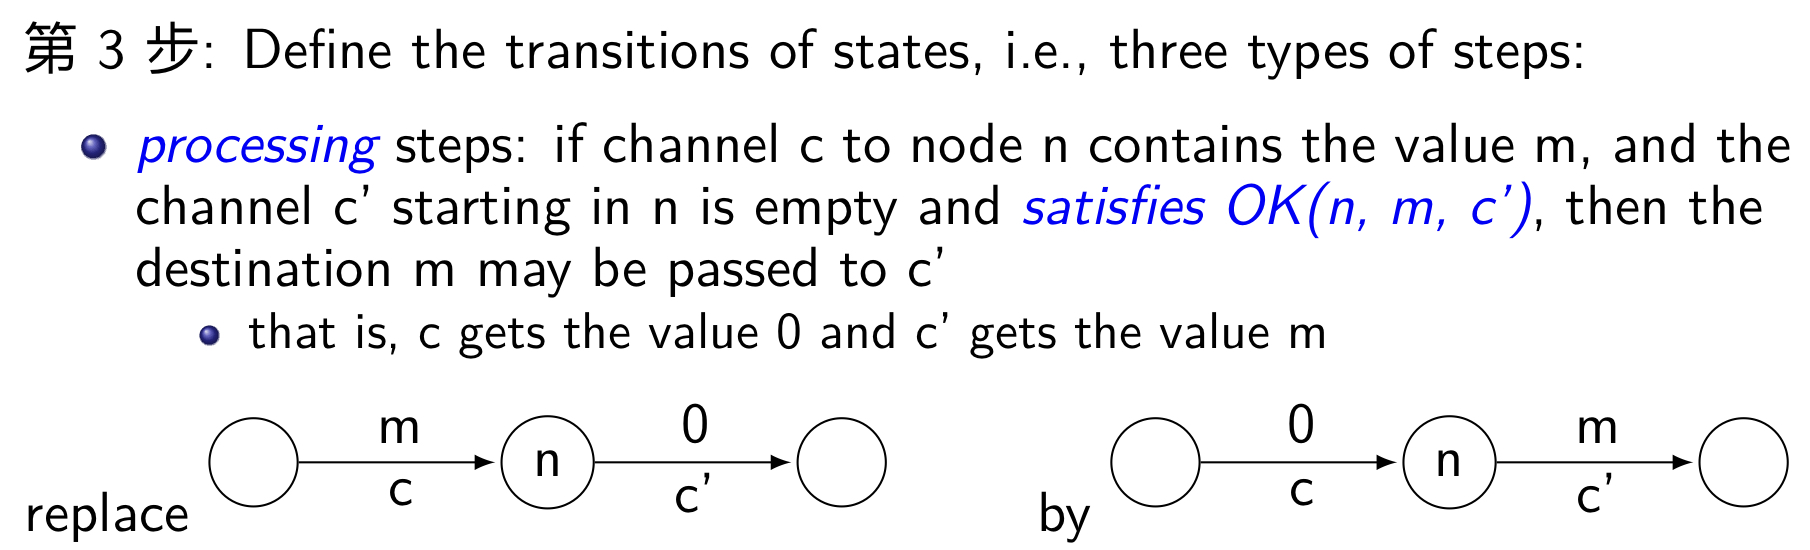 第 3 步: Define the transitions of states, i.e., three types of steps:
processing steps: if channel c to node n contains the value m, and the
channel c' starting in n is empty and satisfies OK(n, m, c'), then the
destination m may be passed to c'
that is, c gets the value 0 and c' gets the value m
m 0 0 m
n n
c c' c c'
replace by